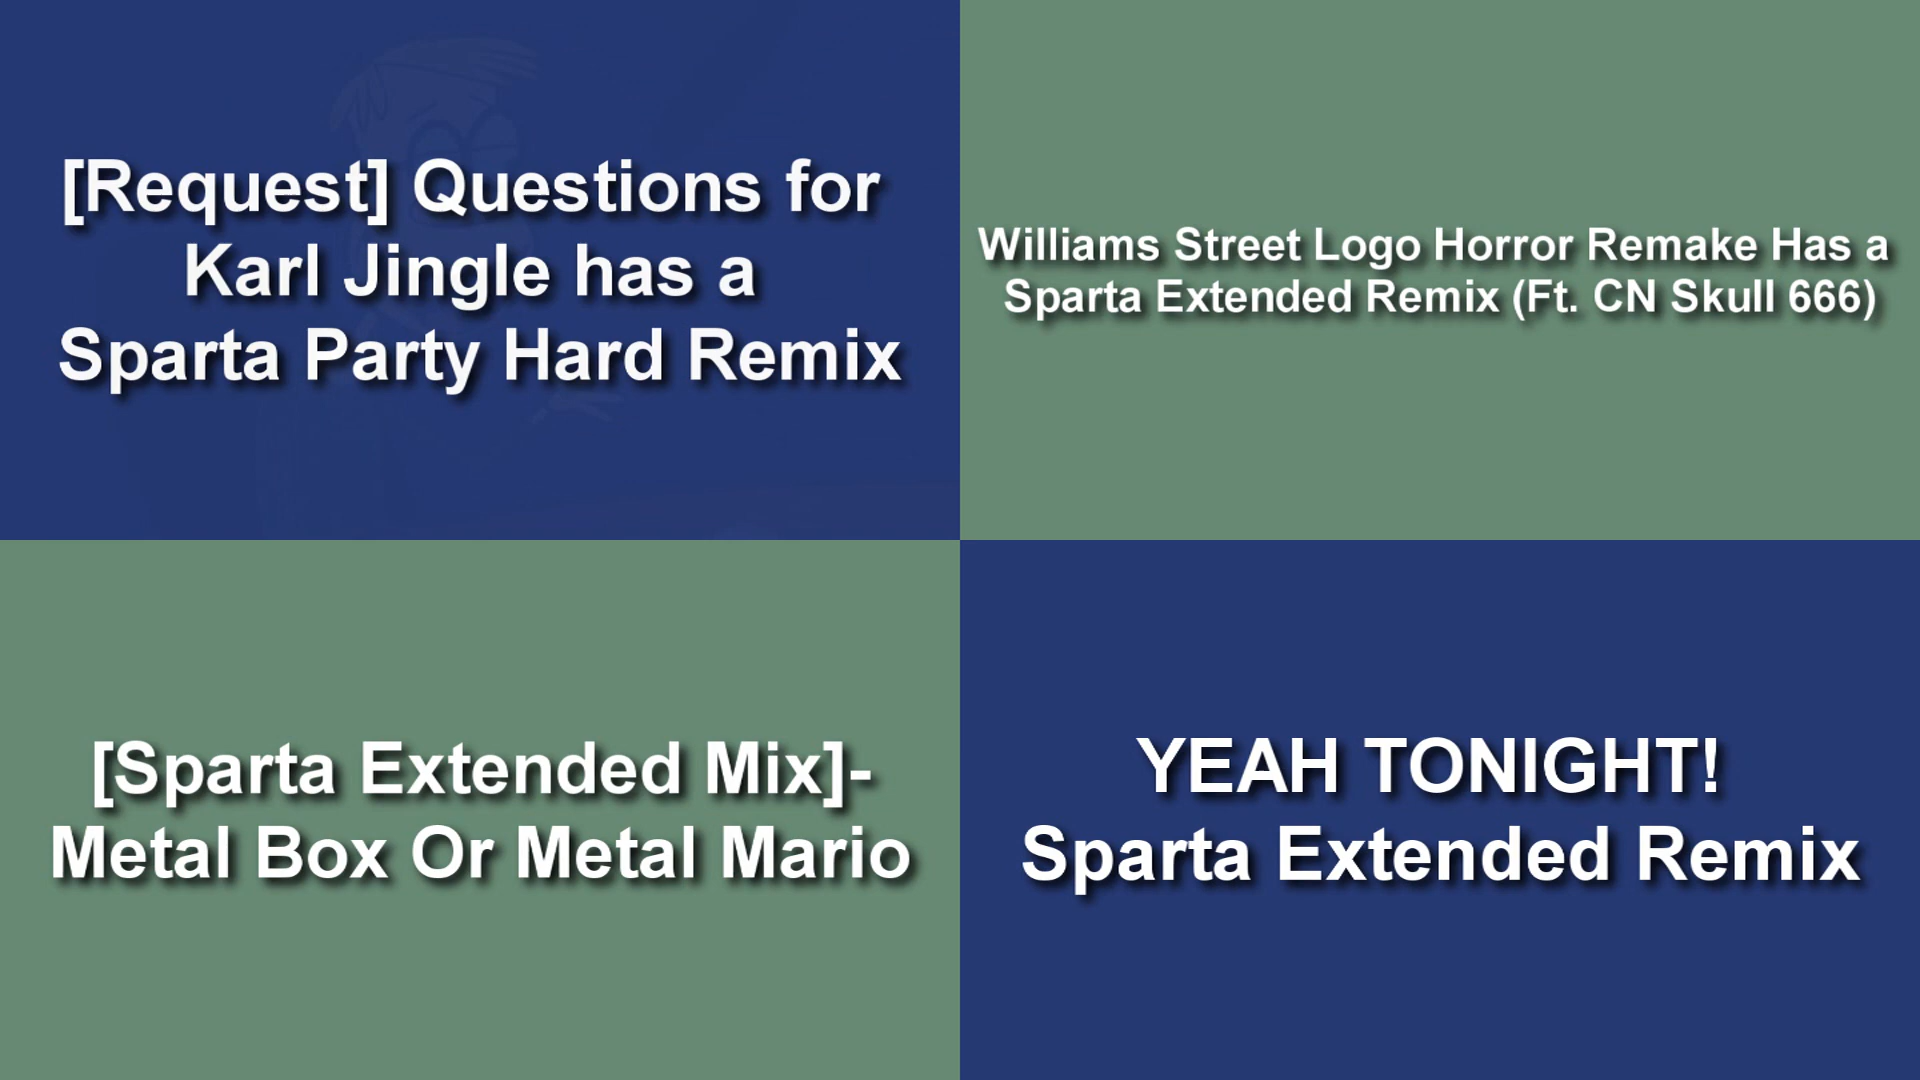 [Request] Questions for
Karl Jingle has a
Sparta Party Hard Remix
Williams Street Logo Horror Remake Has a
Sparta Extended Remix (Ft. CN Skull 666)
[Sparta Extended Mix]-
Metal Box Or Metal Mario
YEAH TONIGHT!
Sparta Extended Remix